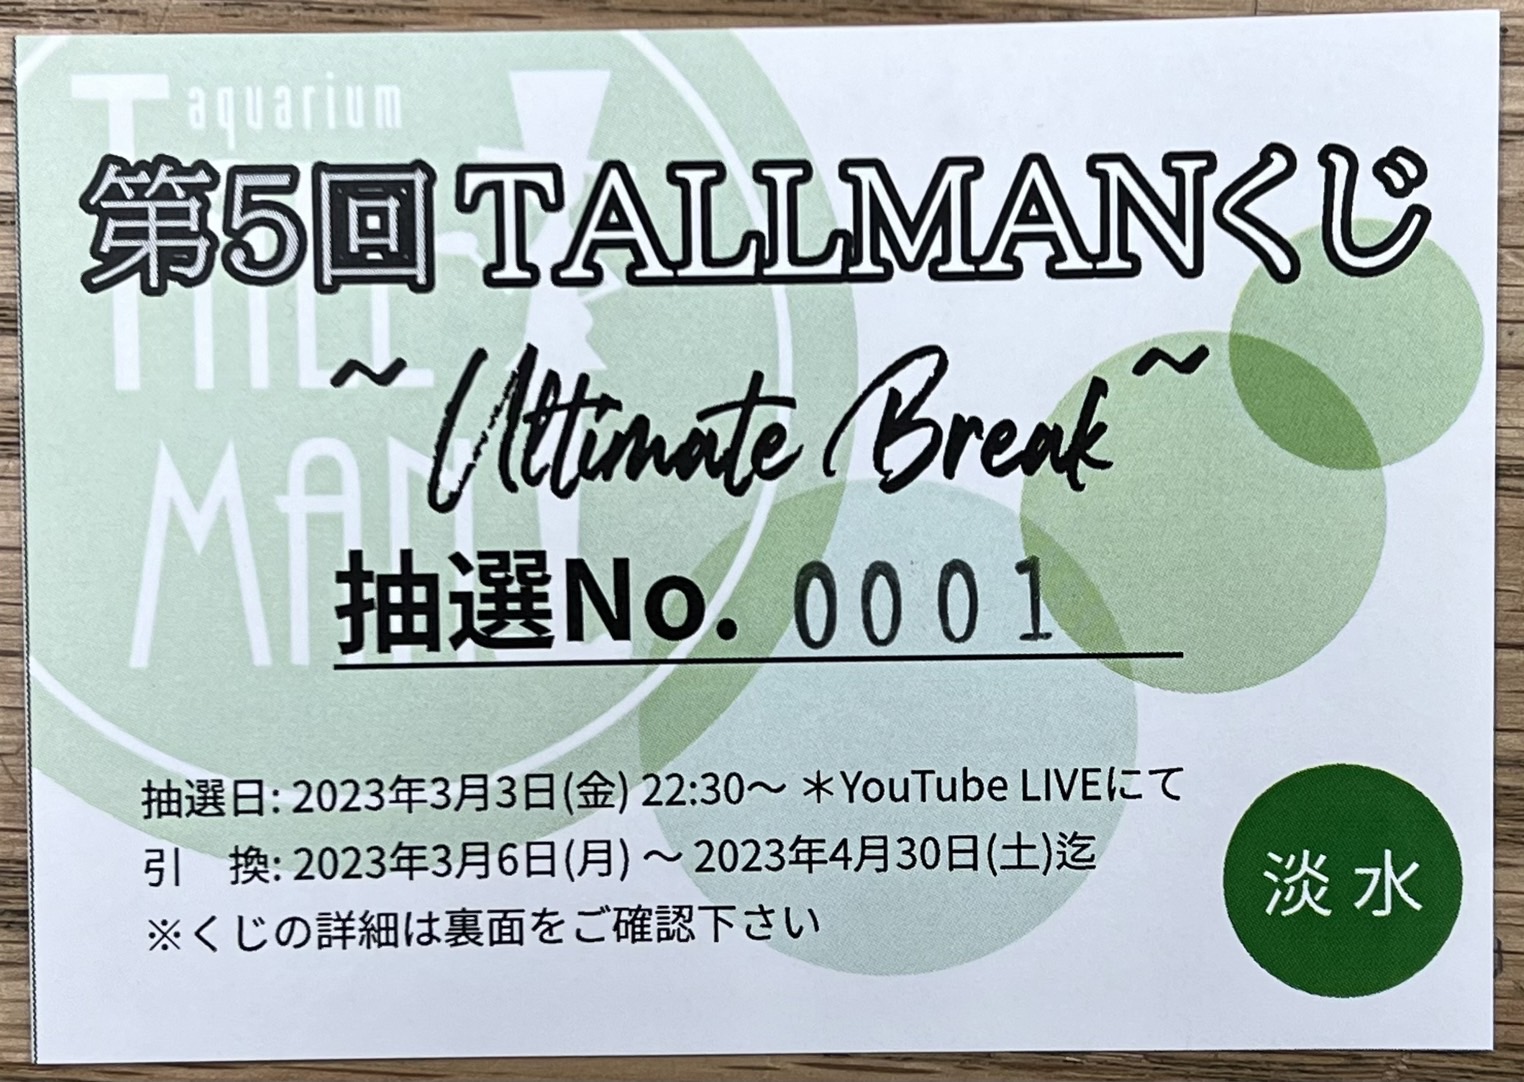 aquarium
TALL
MAN
第5回 TALLMANくじ
~ Ultimate Break ~
抽選No. 0001
抽選日: 2023年3月3日(金) 22:30〜 ＊YouTube LIVEにて
引　換: 2023年3月6日(月) 〜 2023年4月30日(土)迄
※くじの詳細は裏面をご確認下さい
淡水